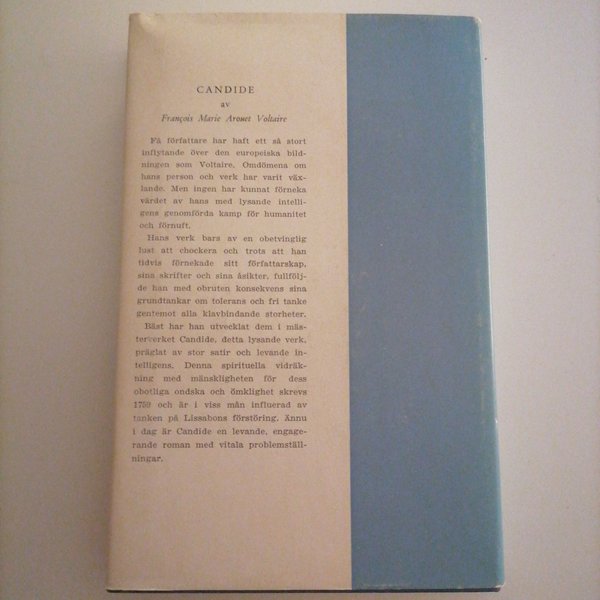 CANDIDE
av
François Marie Arouet Voltaire
Få författare har haft ett så stort
inflytande över den europeiska bild-
ningen som Voltaire. Omdömena om
hans person och verk har varit väx-
lande. Men ingen har kunnat förneka
värdet av hans med lysande intelli-
gens genomförda kamp för humanitet
och förnuft.
Hans verk bars av en obetvinglig
lust att chockera och trots att han
tidvis förnekade sitt författarskap,
sina skrifter och sina åsikter, fullfölj-
de han med obruten konsekvens sina
grundtankar om tolerans och fri tanke
gentemot alla klavbindande storheter.
Bäst har han utvecklat dem i mäs-
terverket Candide, detta lysande verk,
präglat av stor satir och levande in-
telligens. Denna spirituella vidräk-
ning med mänskligheten för dess
obotliga ondska och ömklighet skrevs
1759 och är i viss mån influerad av
tanken på Lissabons förstöring. Ännu
i dag är Candide en levande, engage-
rande roman med vitala problemställ-
ningar.